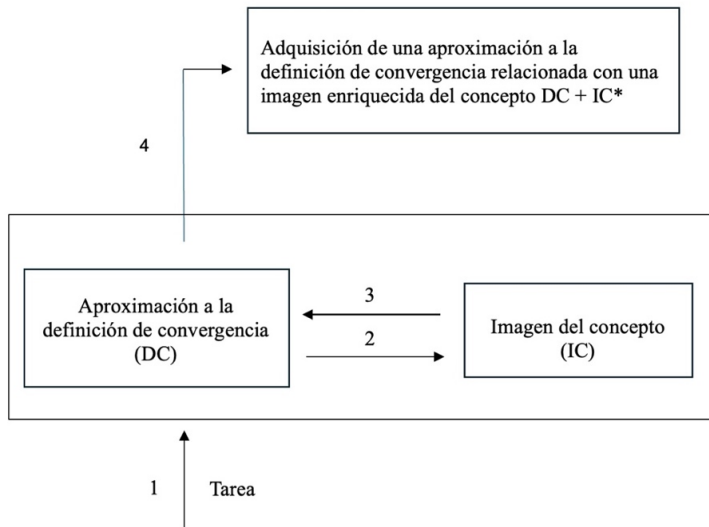 Adquisición de una aproximación a la
definición de convergencia relacionada con una
imagen enriquecida del concepto DC + IC*
4
Aproximación a la
definición de convergencia
(DC)
3
2
Imagen del concepto
(IC)
1
Tarea